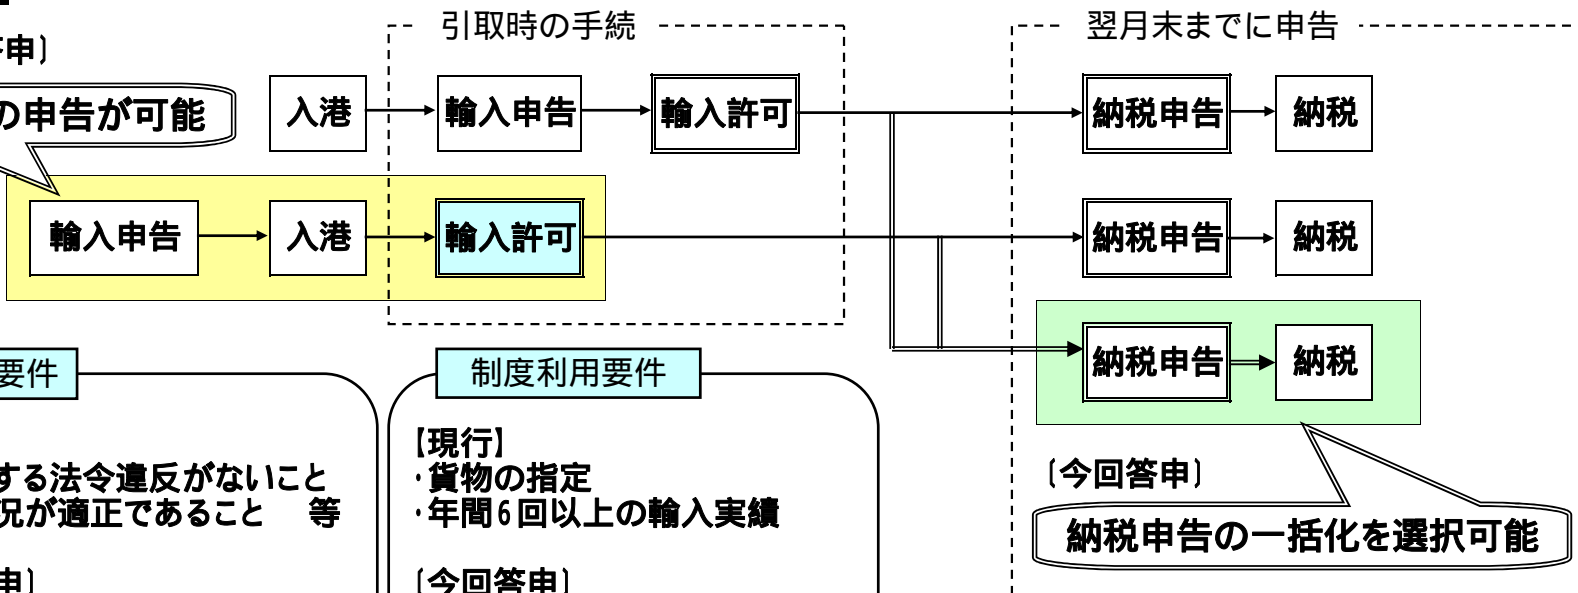 引取時の手続
翌月末までに申告
答申〕
の申告が可能
入港
輸入申告
輸入許可
納税申告
納税
輸入申告
入港
輸入許可
納税申告
納税
納税申告
納税
要件
する法令違反がないこと
況が適正であること 等
申〕
制度利用要件
【現行】
・貨物の指定
・年間6回以上の輸入実績
〔今回答申〕
〔今回答申〕
納税申告の一括化を選択可能